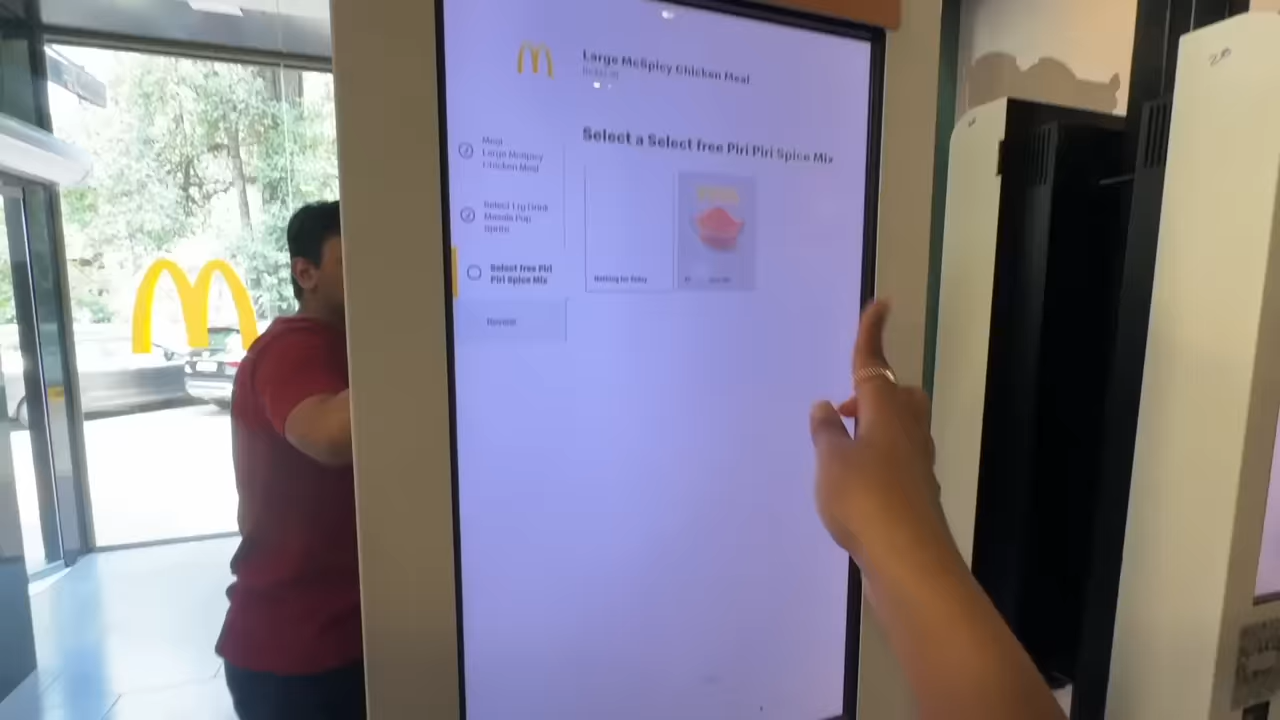 Large McSpicy Chicken Meal
Select a Select free Piri Piri Spice Mix
Meal
Large McSpicy
Chicken Meal
Select Lrg Drink
Masala Pop
Sprite
Select free Piri
Piri Spice Mix
Nothing for Today
Review